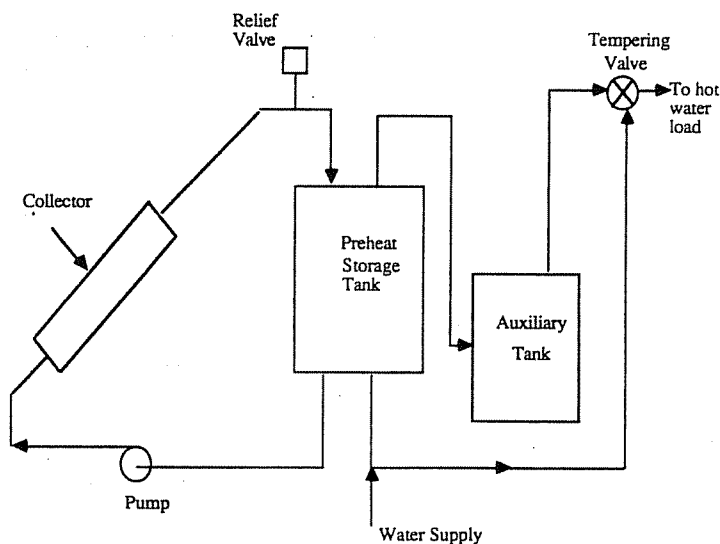 Relief
Valve
Tempering
Valve
To hot
water
load
Collector
Preheat
Storage
Tank
Auxiliary
Tank
Pump
Water Supply